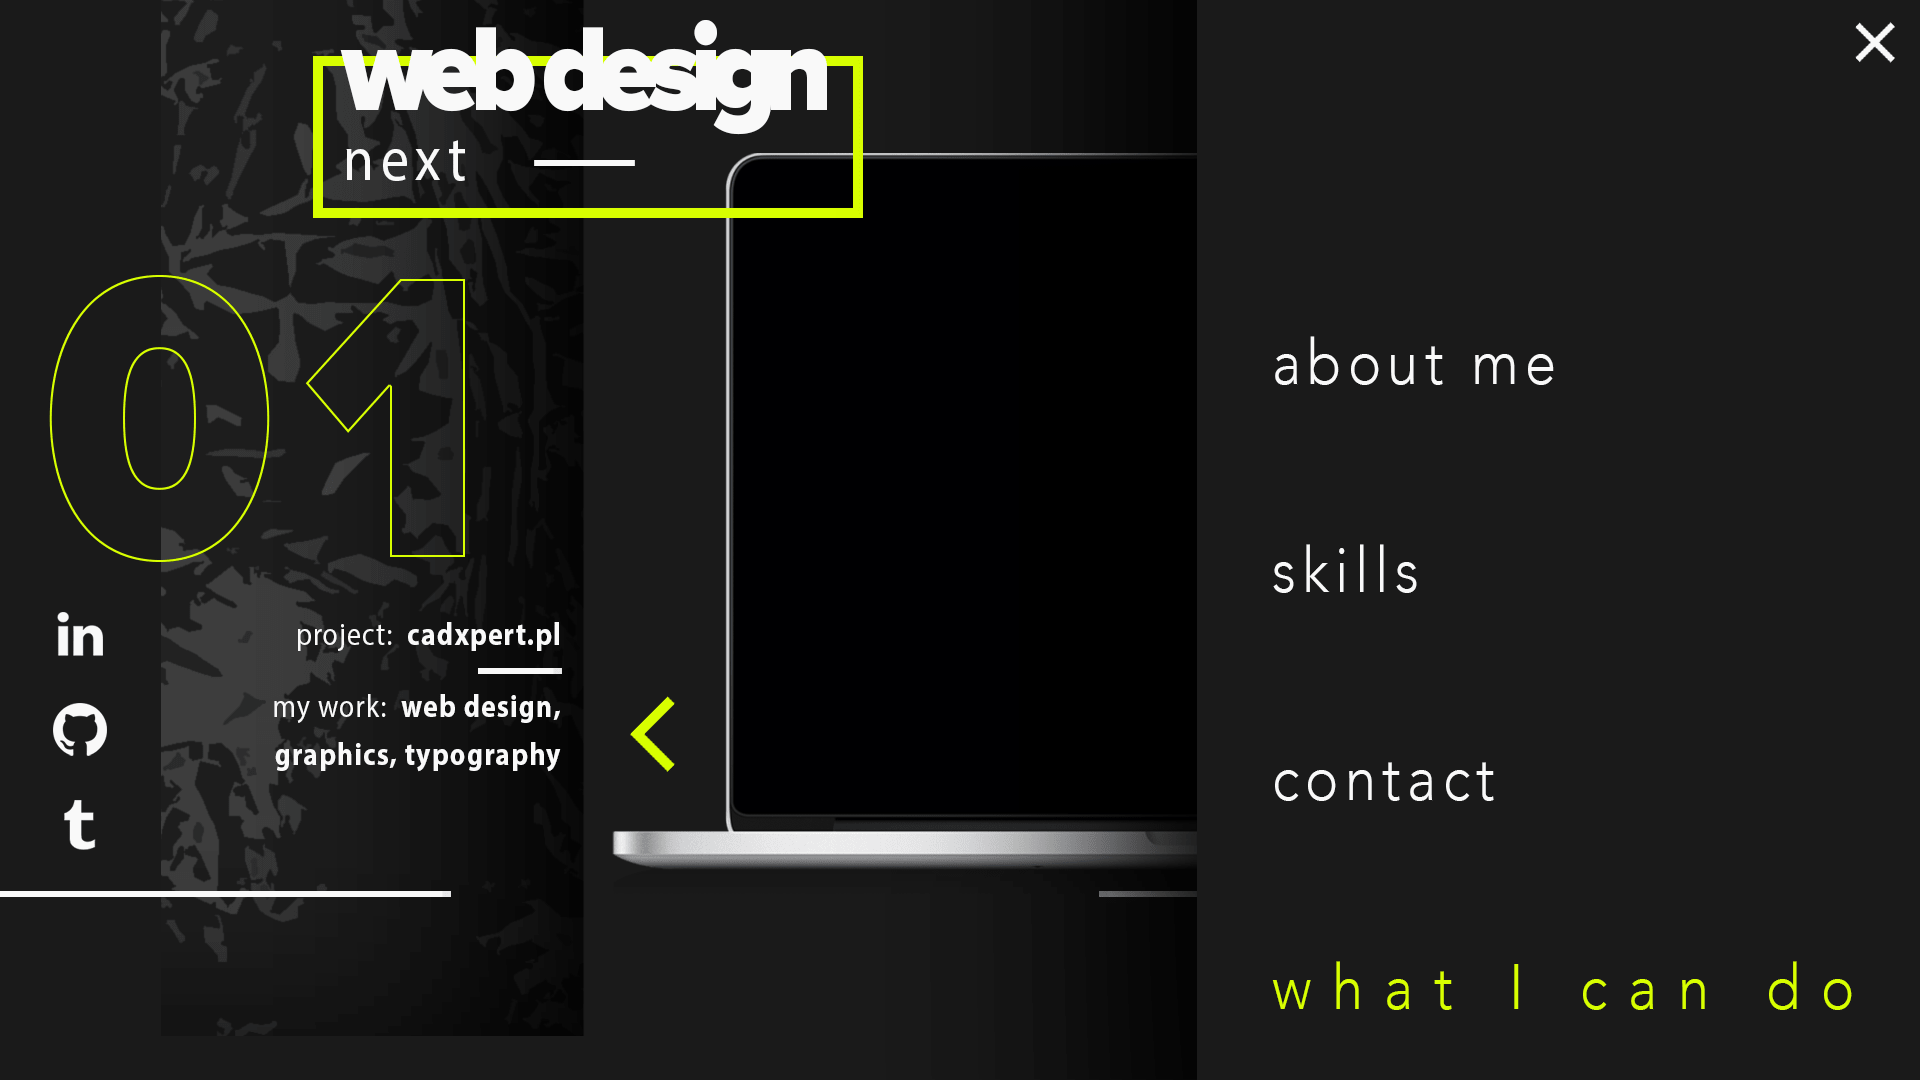 web design
next
01
in
t
project: cadxpert.pl
my work: web design,
graphics, typography
about me
skills
contact
what I can do